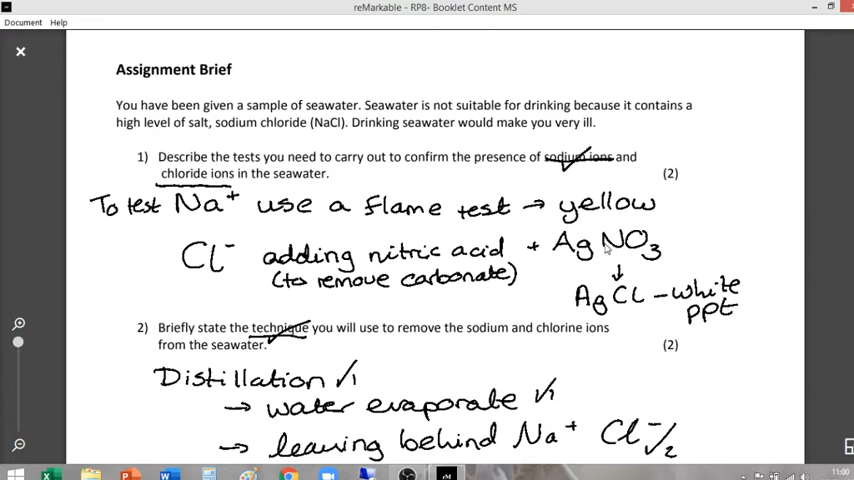 reMarkable - RP8- Booklet Content MS
Document Help
Assignment Brief
You have been given a sample of seawater. Seawater is not suitable for drinking because it contains a
high level of salt, sodium chloride (NaCl). Drinking seawater would make you very ill.
1) Describe the tests you need to carry out to confirm the presence of sodium ions and
chloride ions in the seawater. (2)
To test Na⁺ use a flame test → yellow
Cl⁻ adding nitric acid + AgNO₃
(to remove carbonate) ↓
AgCl - white
ppt
2) Briefly state the technique you will use to remove the sodium and chlorine ions
from the seawater. (2)
Distillation ✓1
→ water evaporate ✓1
→ leaving behind Na⁺ Cl⁻ ✓2
11:00